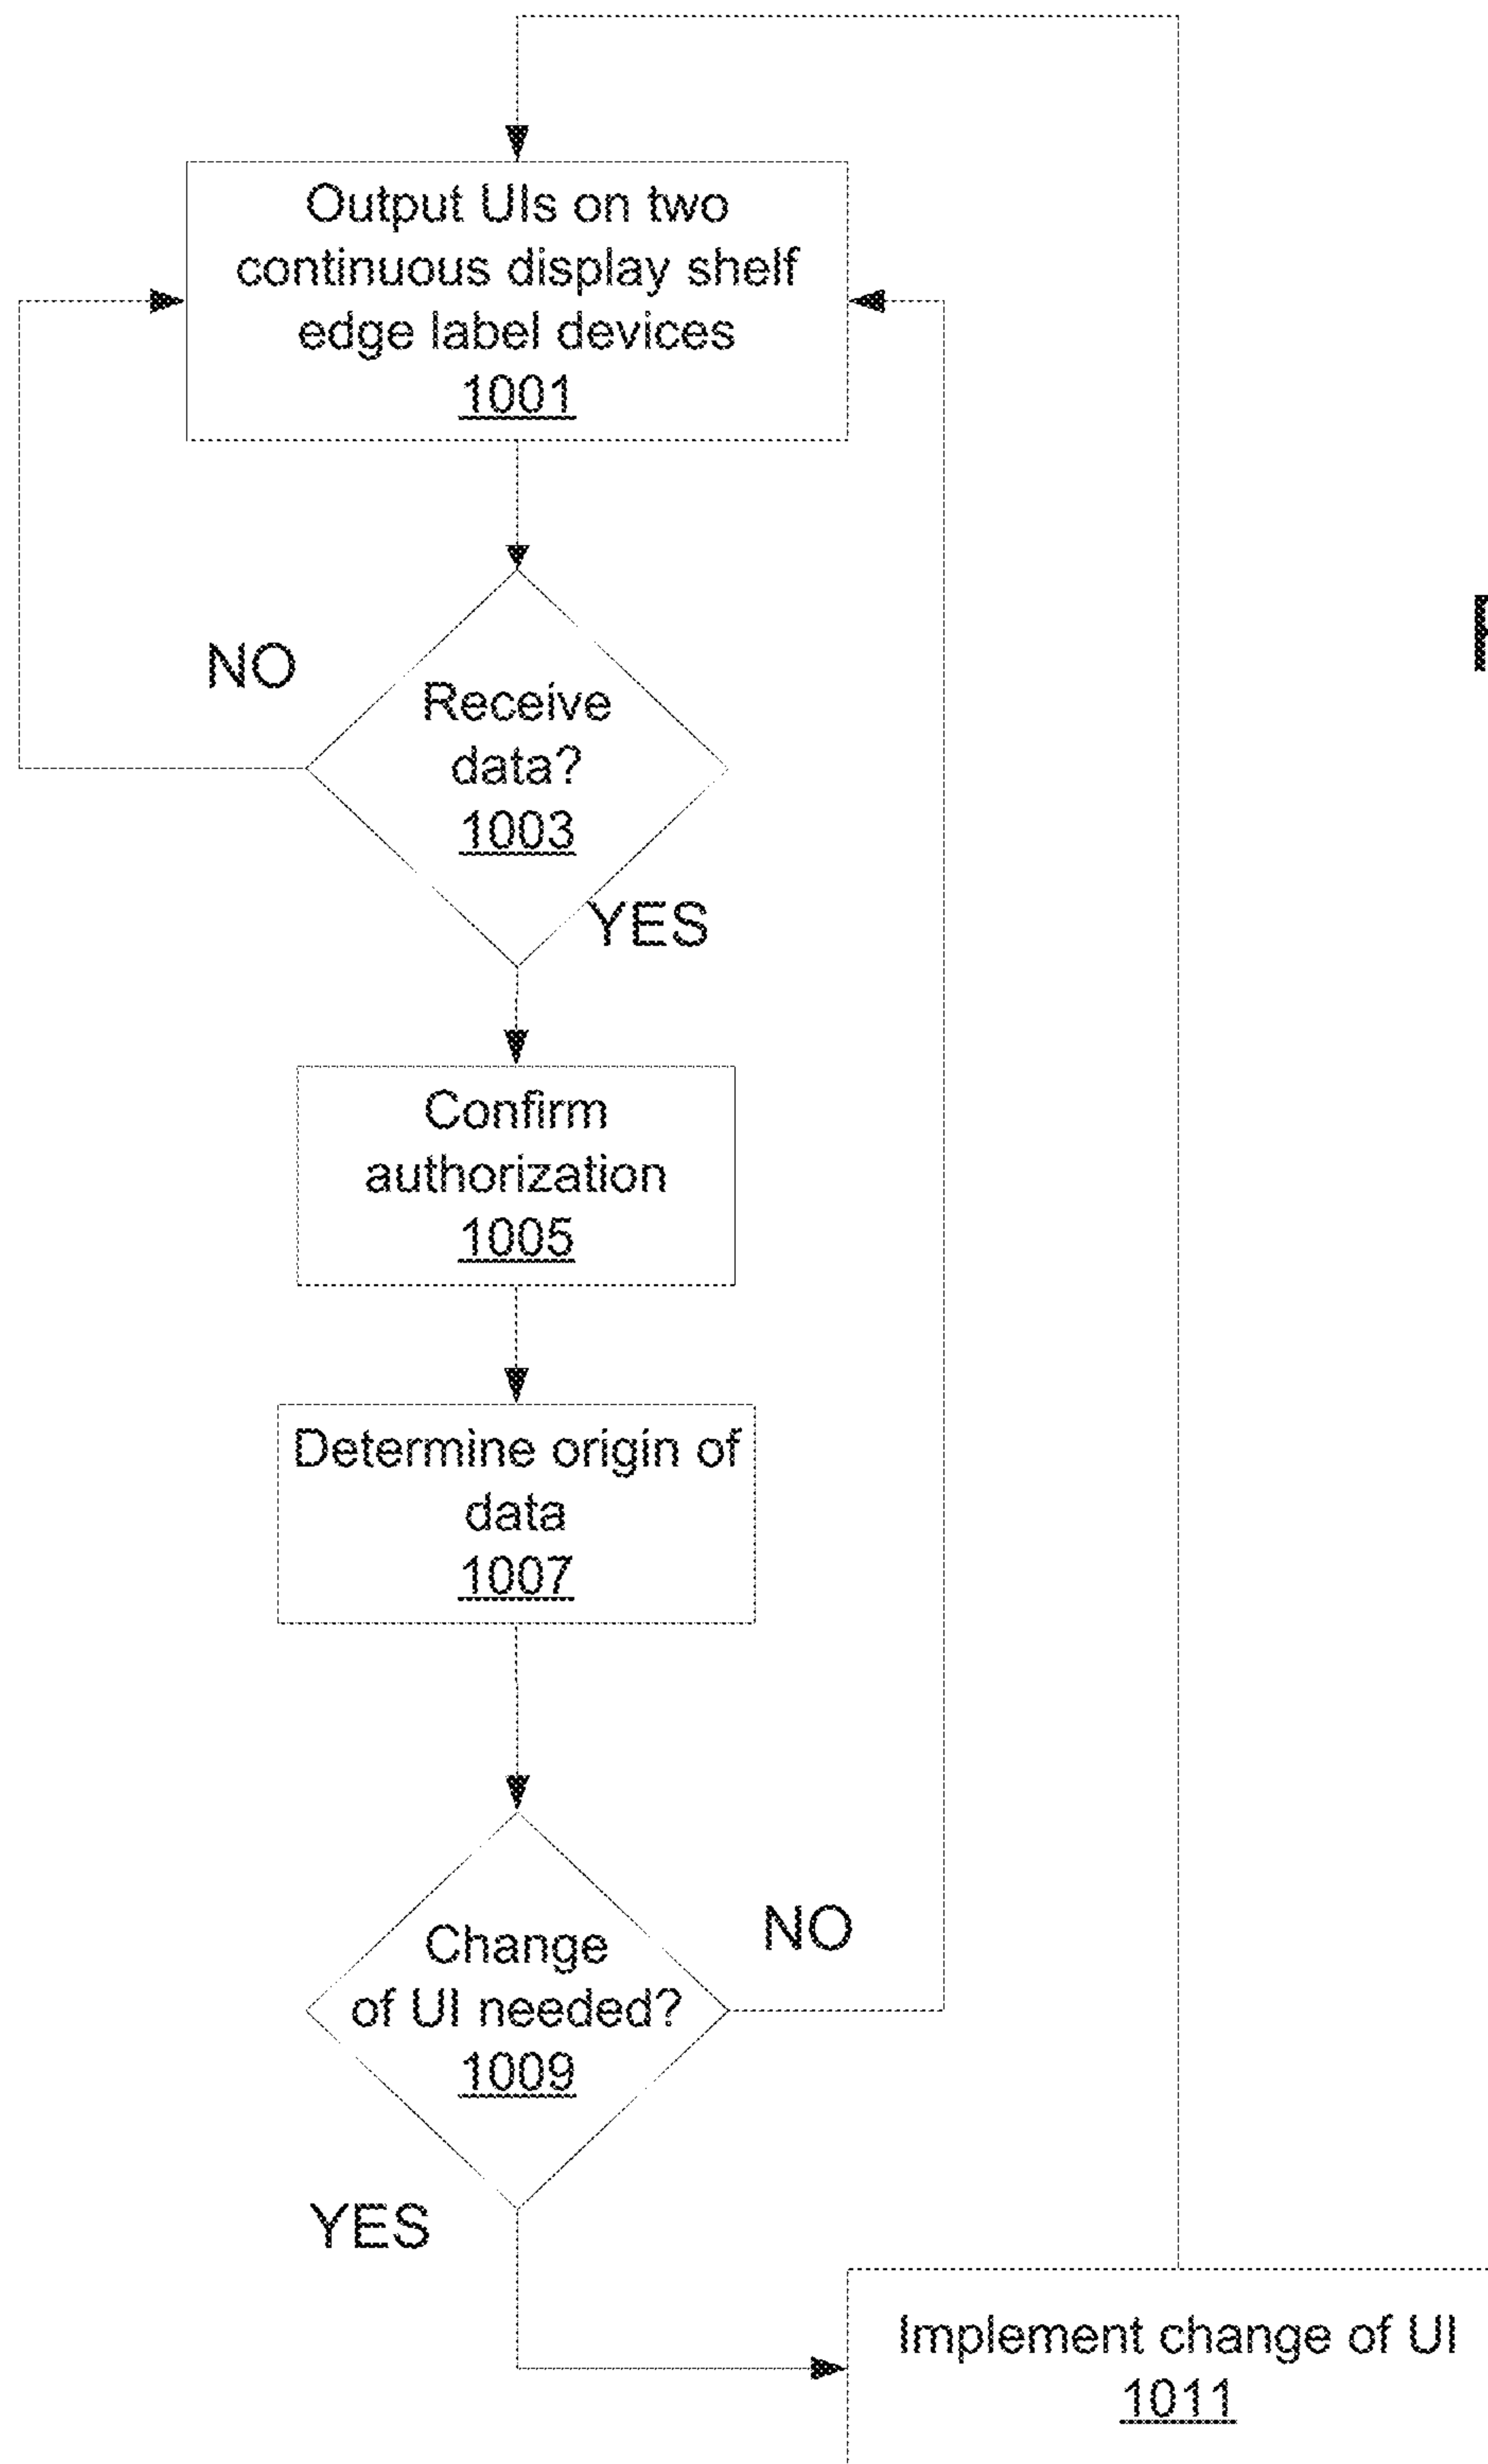 Output UIs on two
continuous display shelf
edge label devices
1001
NO
Receive
data?
1003
YES
Confirm
authorization
1005
Determine origin of
data
1007
Change
of UI needed?
1009
NO
YES
Implement change of UI
1011